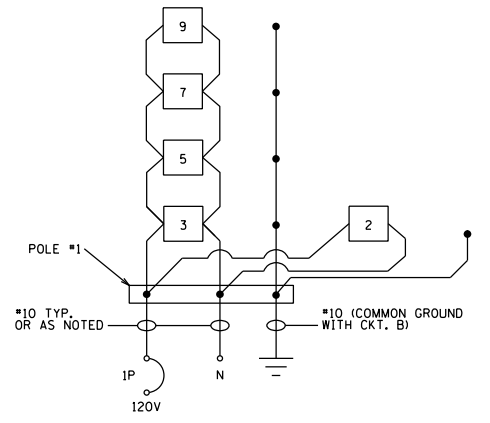 9
7
5
3
2
POLE #1
#10 TYP.
OR AS NOTED
#10 (COMMON GROUND
WITH CKT. B)
1P
N
120V